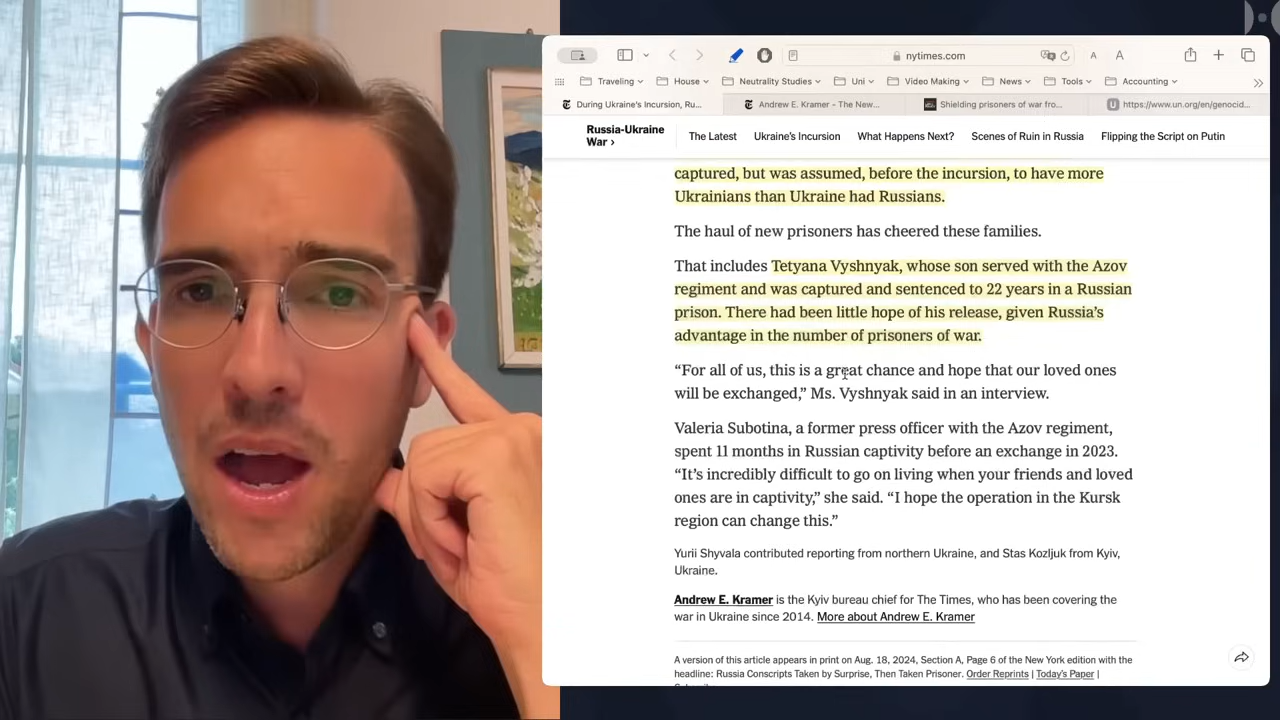 nytimes.com
A A
Traveling House Neutrality Studies Uni Video Making News Tools Accounting
During Ukraine's Incursion, Ru... Andrew E. Kramer - The New... Shielding prisoners of war fro... U https://www.un.org/en/genocid...
Russia-Ukraine
War ›
The Latest Ukraine's Incursion What Happens Next? Scenes of Ruin in Russia Flipping the Script on Putin
captured, but was assumed, before the incursion, to have more
Ukrainians than Ukraine had Russians.
The haul of new prisoners has cheered these families.
That includes Tetyana Vyshnyak, whose son served with the Azov
regiment and was captured and sentenced to 22 years in a Russian
prison. There had been little hope of his release, given Russia's
advantage in the number of prisoners of war.
“For all of us, this is a great chance and hope that our loved ones
will be exchanged,” Ms. Vyshnyak said in an interview.
Valeria Subotina, a former press officer with the Azov regiment,
spent 11 months in Russian captivity before an exchange in 2023.
“It's incredibly difficult to go on living when your friends and loved
ones are in captivity,” she said. “I hope the operation in the Kursk
region can change this.”
Yurii Shyvala contributed reporting from northern Ukraine, and Stas Kozljuk from Kyiv,
Ukraine.
Andrew E. Kramer is the Kyiv bureau chief for The Times, who has been covering the
war in Ukraine since 2014. More about Andrew E. Kramer
A version of this article appears in print on Aug. 18, 2024, Section A, Page 6 of the New York edition with the
headline: Russia Conscripts Taken by Surprise, Then Taken Prisoner. Order Reprints | Today's Paper |